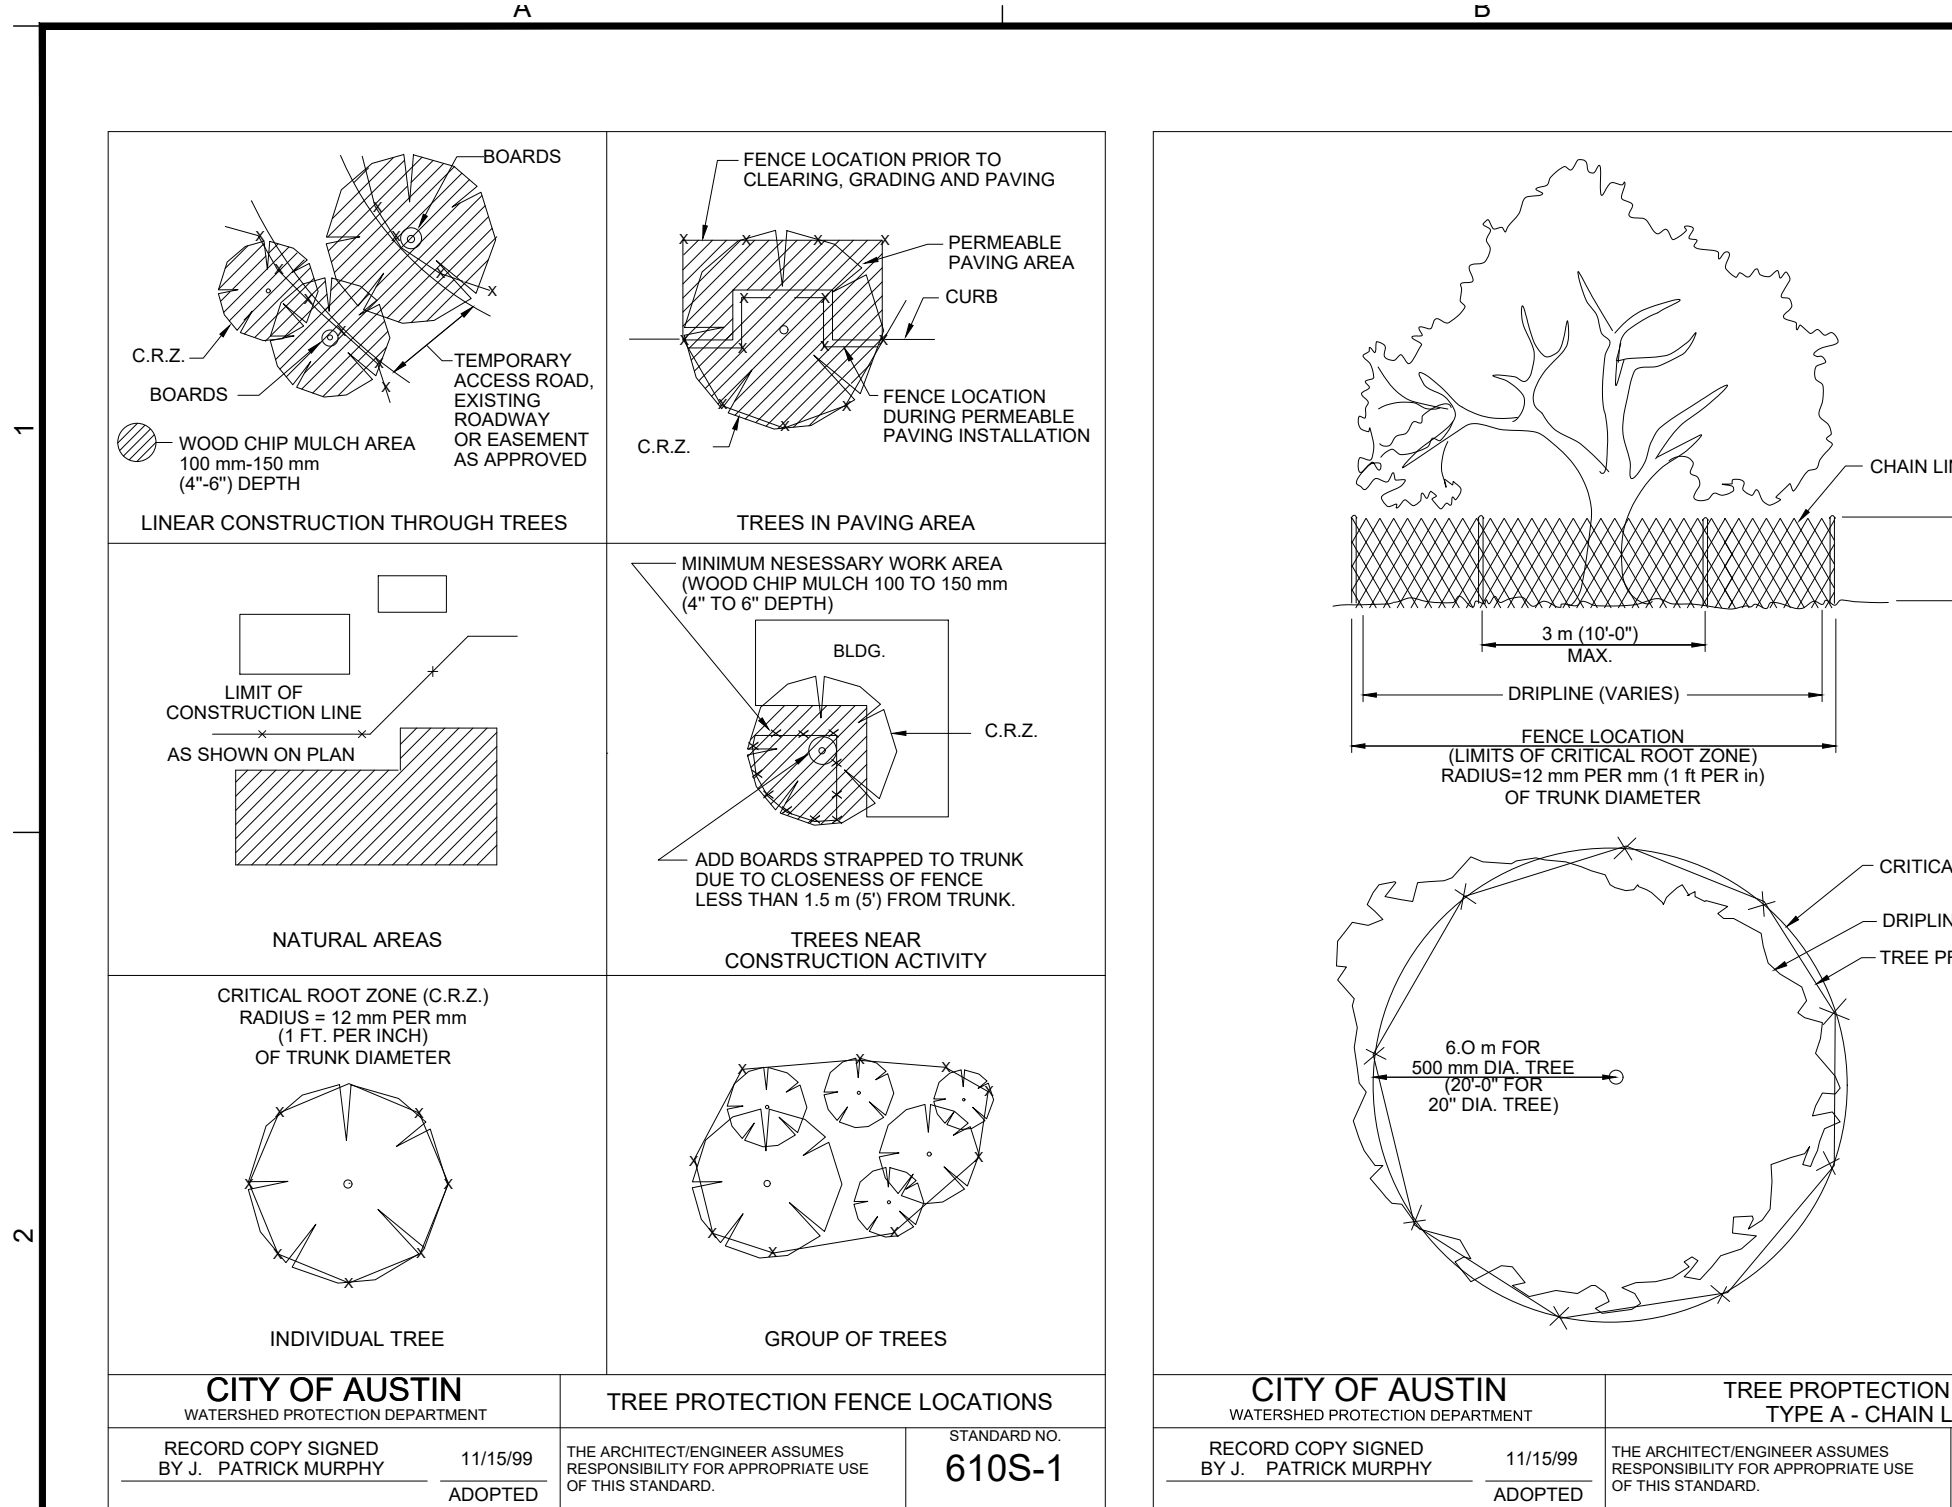 A
B
1
2
BOARDS
C.R.Z.
BOARDS
TEMPORARY
ACCESS ROAD,
EXISTING
ROADWAY
OR EASEMENT
AS APPROVED
WOOD CHIP MULCH AREA
100 mm-150 mm
(4"-6") DEPTH
LINEAR CONSTRUCTION THROUGH TREES
FENCE LOCATION PRIOR TO
CLEARING, GRADING AND PAVING
PERMEABLE
PAVING AREA
CURB
FENCE LOCATION
DURING PERMEABLE
PAVING INSTALLATION
C.R.Z.
TREES IN PAVING AREA
LIMIT OF
CONSTRUCTION LINE
AS SHOWN ON PLAN
NATURAL AREAS
MINIMUM NESESSARY WORK AREA
(WOOD CHIP MULCH 100 TO 150 mm
(4" TO 6" DEPTH)
BLDG.
C.R.Z.
ADD BOARDS STRAPPED TO TRUNK
DUE TO CLOSENESS OF FENCE
LESS THAN 1.5 m (5') FROM TRUNK.
TREES NEAR
CONSTRUCTION ACTIVITY
CRITICAL ROOT ZONE (C.R.Z.)
RADIUS = 12 mm PER mm
(1 FT. PER INCH)
OF TRUNK DIAMETER
INDIVIDUAL TREE
GROUP OF TREES
CITY OF AUSTIN
WATERSHED PROTECTION DEPARTMENT
TREE PROTECTION FENCE LOCATIONS
RECORD COPY SIGNED
BY J. PATRICK MURPHY
11/15/99
ADOPTED
THE ARCHITECT/ENGINEER ASSUMES
RESPONSIBILITY FOR APPROPRIATE USE
OF THIS STANDARD.
STANDARD NO.
610S-1
CHAIN
3 m (10'-0")
MAX.
DRIPLINE (VARIES)
FENCE LOCATION
(LIMITS OF CRITICAL ROOT ZONE)
RADIUS=12 mm PER mm (1 ft PER in)
OF TRUNK DIAMETER
TREE
6.O m FOR
500 mm DIA. TREE
(20'-0" FOR
20" DIA. TREE)
CITY OF AUSTIN
WATERSHED PROTECTION DEPARTMENT
TREE PROPTECTION
TYPE A - CHAIN
RECORD COPY SIGNED
BY J. PATRICK MURPHY
11/15/99
ADOPTED
THE ARCHITECT/ENGINEER ASSUMES
RESPONSIBILITY FOR APPROPRIATE USE
OF THIS STANDARD.